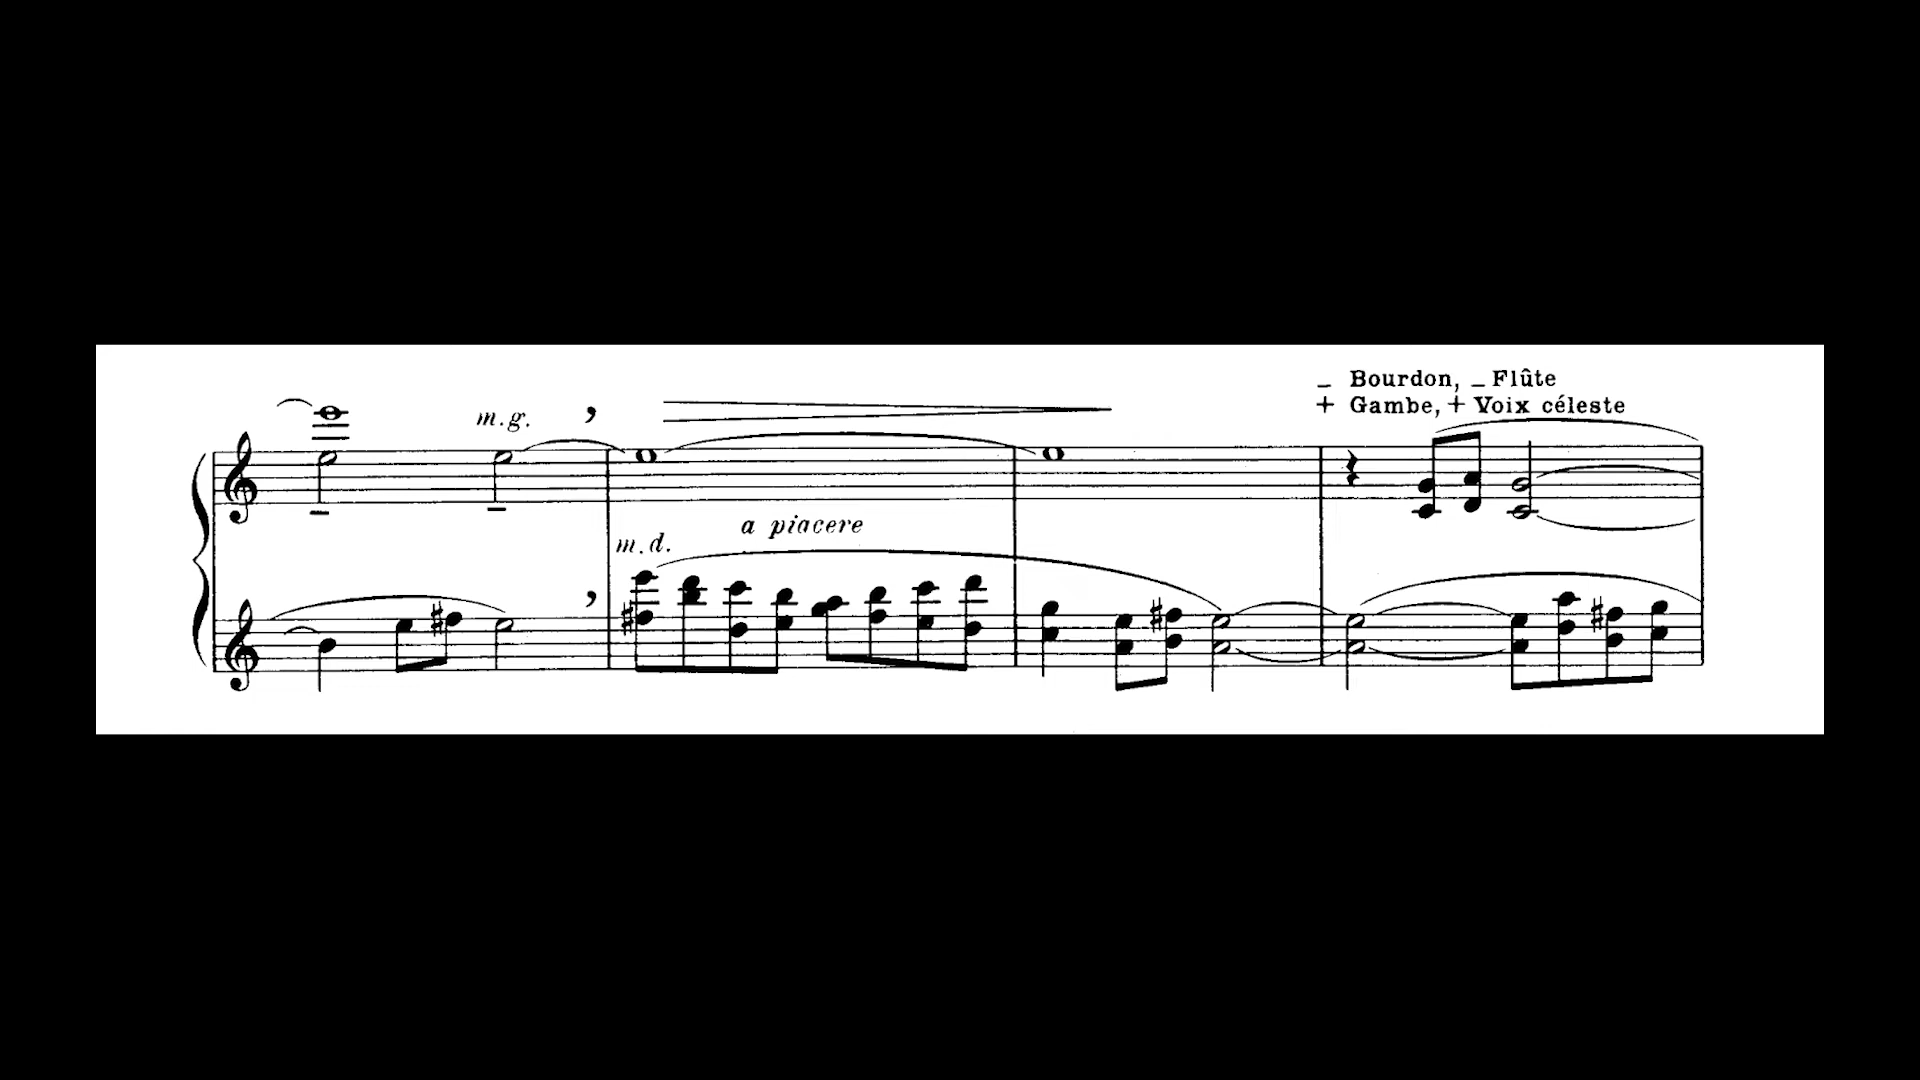 – Bourdon, – Flûte
+ Gambe, + Voix céleste
m.g.
a piacere
m.d.